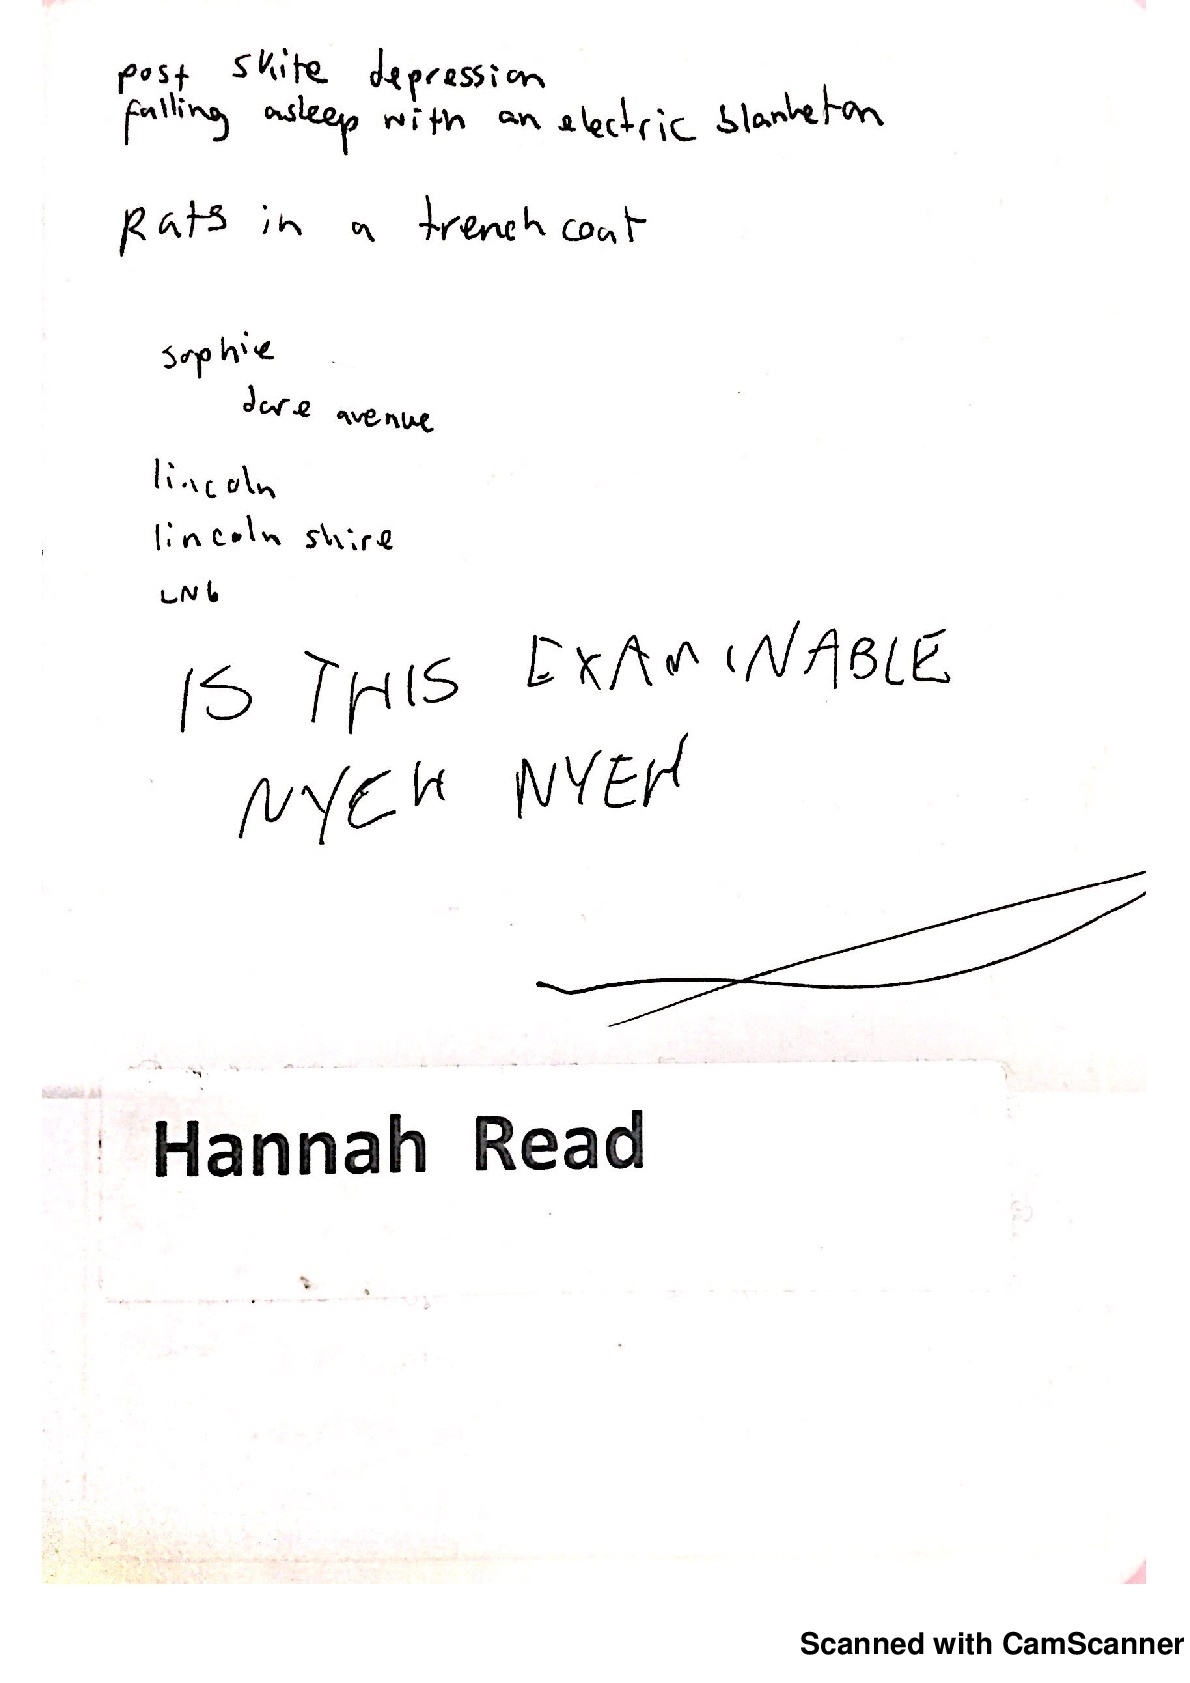 post skite depression
falling asleep with an electric blanket on
Rats in a trench coat
sophie
dare avenue
lincoln
lincoln shire
LN6
IS THIS EXAMINABLE
NYEH NYEH
Hannah Read
Scanned with CamScanner